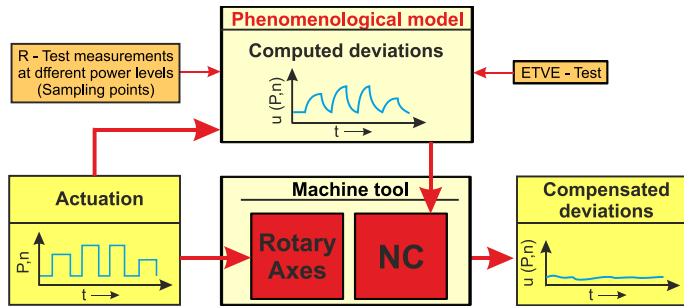 Phenomenological model
R - Test measurements
at dfferent power levels
(Sampling points)
Computed deviations
u (P,n)
t
ETVE - Test
Actuation
P,n
t
Machine tool
Rotary
Axes
NC
Compensated
deviations
u (P,n)
t